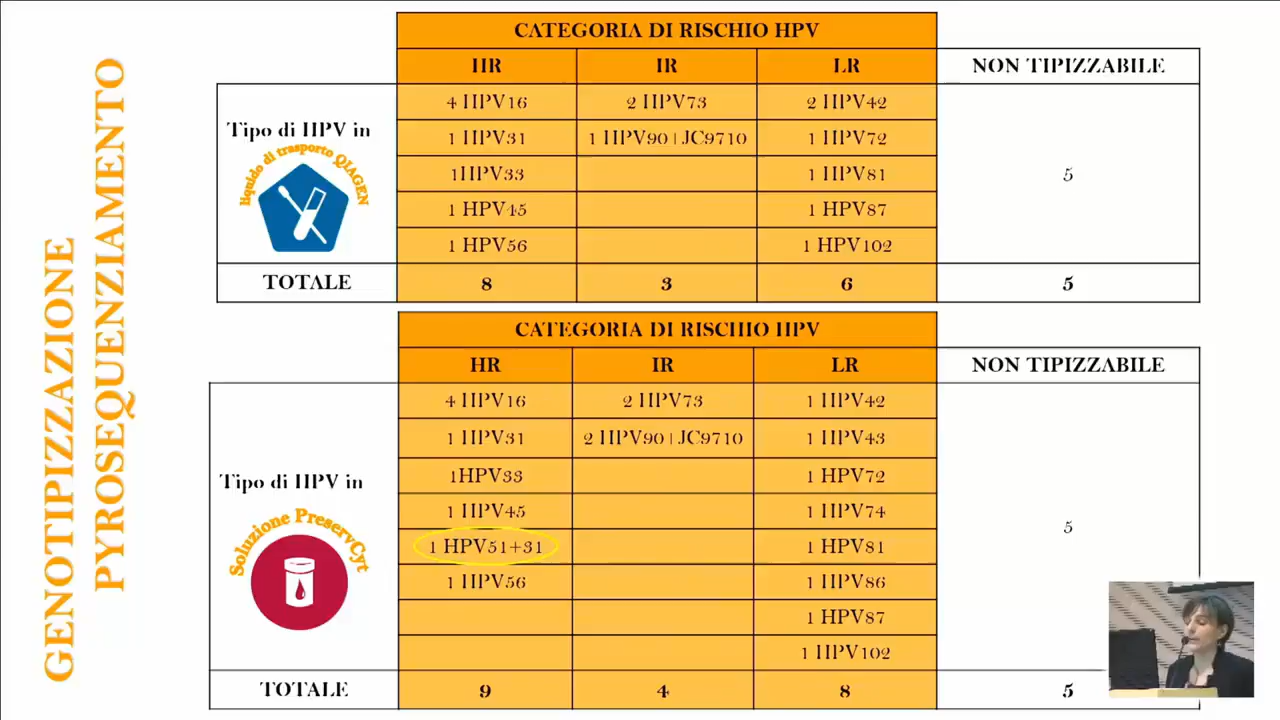 GENOTIPIZZAZIONE
PYROSEQUENZIAMENTO
CATEGORIA DI RISCHIO HPV
HR IR LR NON TIPIZZABILE
Tipo di HPV in
liquido di trasporto QIAGEN
4 HPV16 2 HPV73 2 HPV42 5
1 HPV31 1 HPV90 | JC9710 1 HPV72
1HPV33 1 HPV81
1 HPV45 1 HPV87
1 HPV56 1 HPV102
TOTALE 8 3 6 5
CATEGORIA DI RISCHIO HPV
HR IR LR NON TIPIZZABILE
Tipo di HPV in
Soluzione PreservCyt
4 HPV16 2 HPV73 1 HPV42 5
1 HPV31 2 HPV90 | JC9710 1 HPV43
1HPV33 1 HPV72
1 HPV45 1 HPV74
1 HPV51+31 1 HPV81
1 HPV56 1 HPV86
1 HPV87
1 HPV102
TOTALE 9 4 8 5